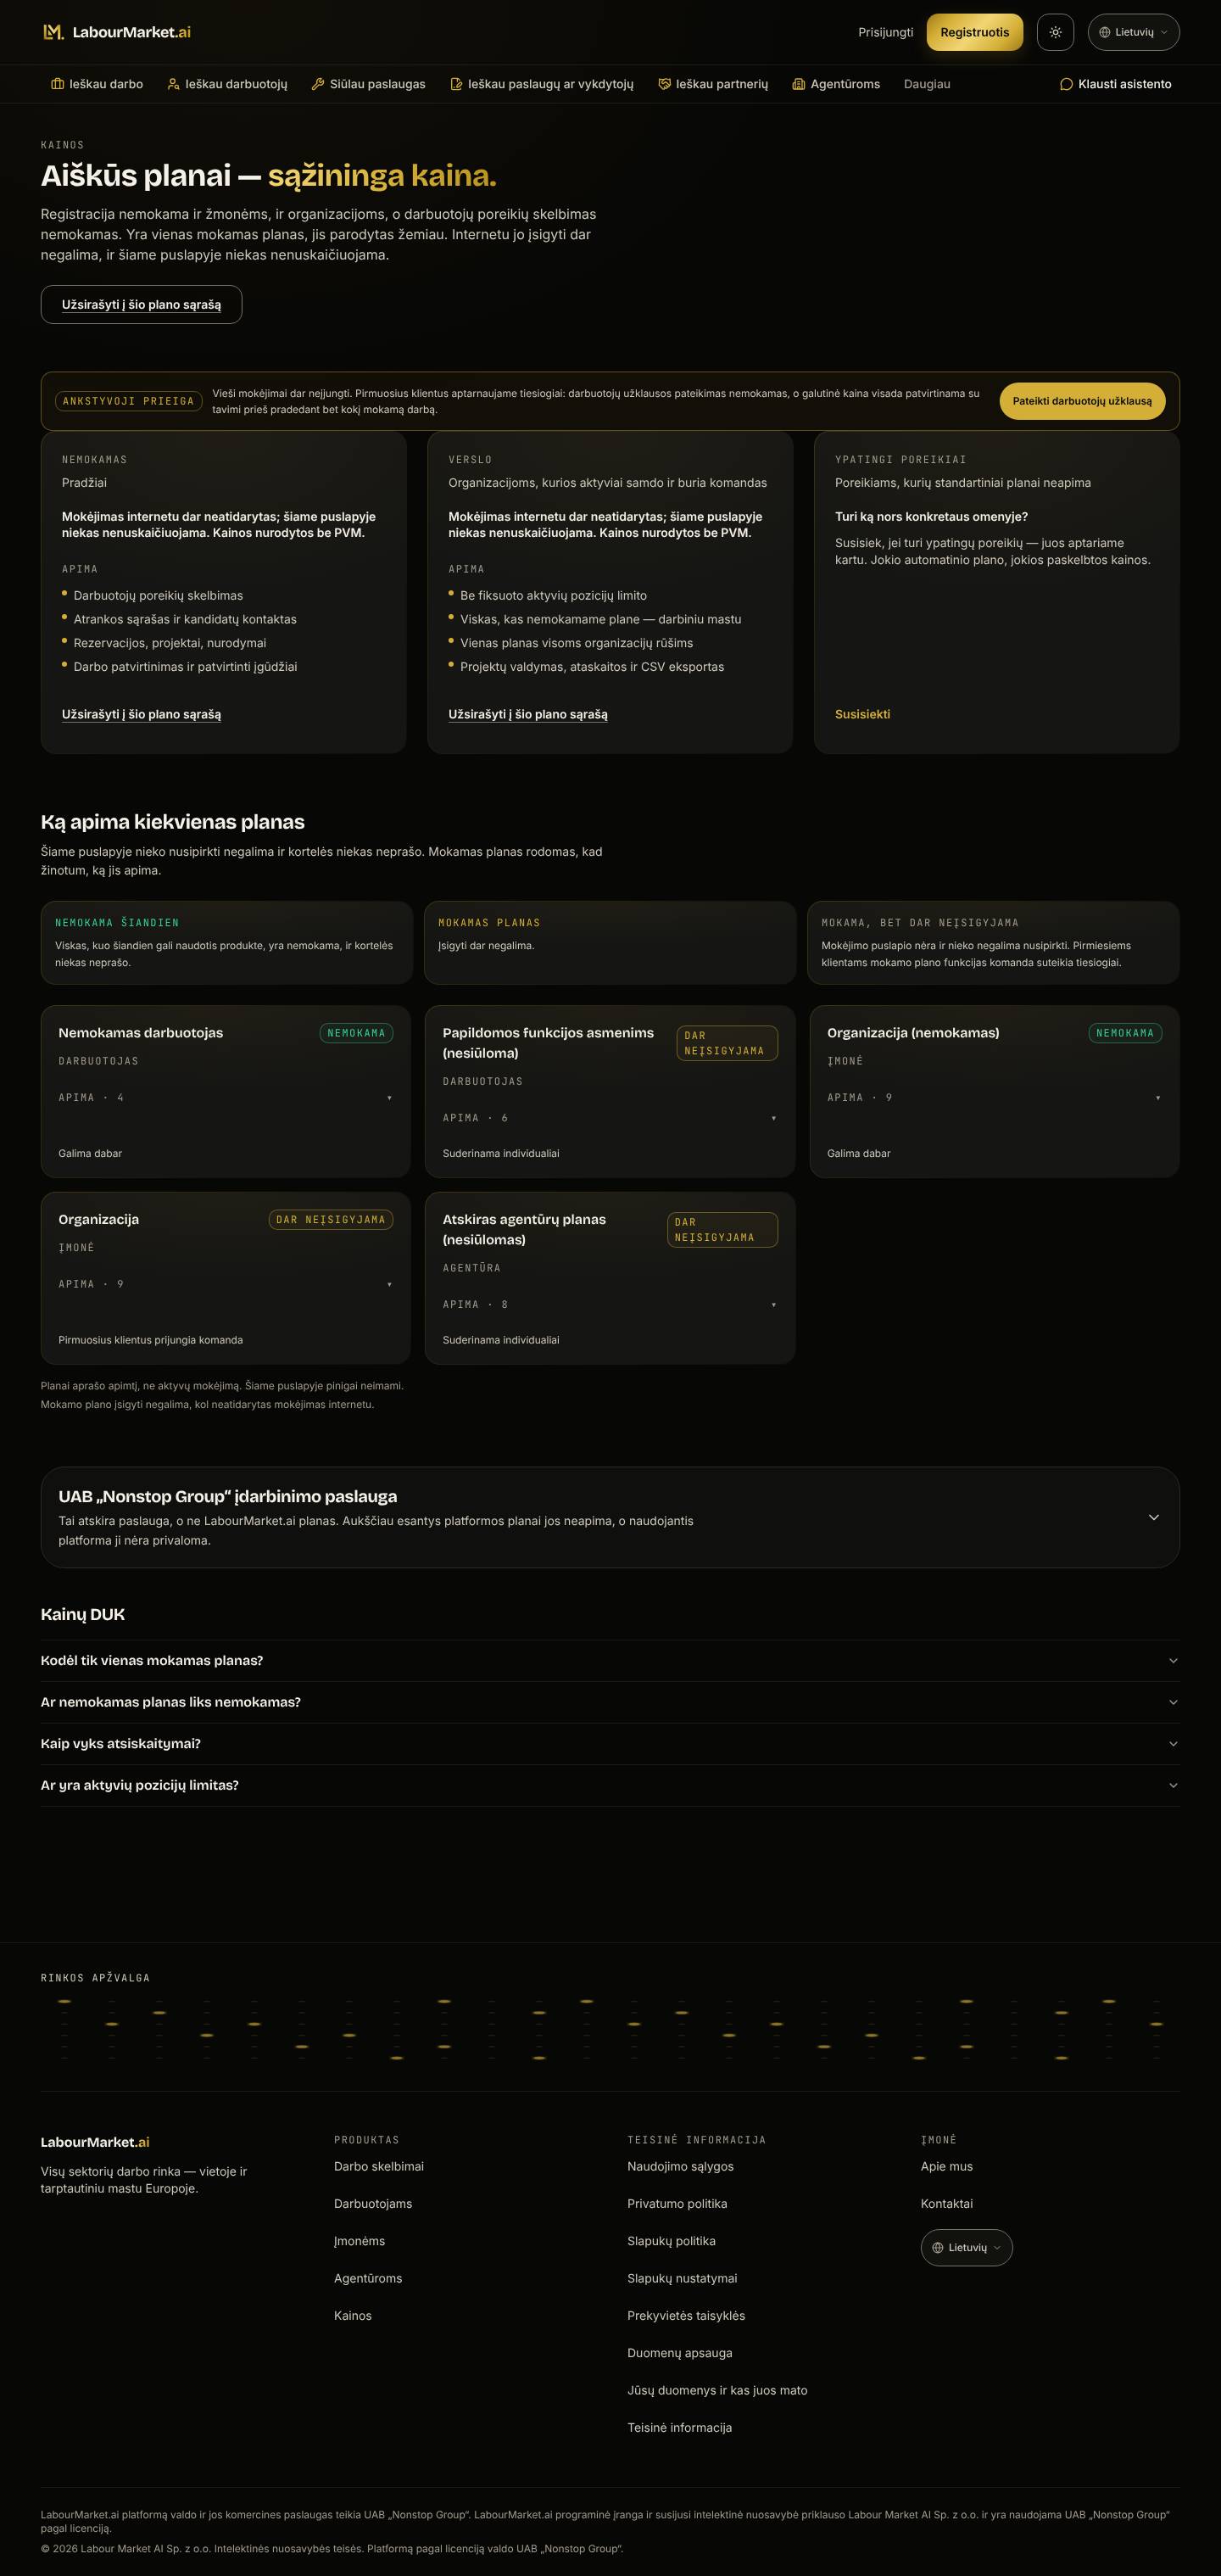 LabourMarket.ai
Prisijungti
Registruotis
Lietuvių
Ieškau darbo
Ieškau darbuotojų
Siūlau paslaugas
Ieškau paslaugų ar vykdytojų
Ieškau partnerių
Agentūroms
Daugiau
Klausti asistento
KAINOS
Aiškūs planai — sąžininga kaina.
Registracija nemokama ir žmonėms, ir organizacijoms, o darbuotojų poreikių skelbimas
nemokamas. Yra vienas mokamas planas, jis parodytas žemiau. Internetu jo įsigyti dar
negalima, ir šiame puslapyje niekas nenuskaičiuojama.
Užsirašyti į šio plano sąrašą
ANKSTYVOJI PRIEIGA
Vieši mokėjimai dar neįjungti. Pirmuosius klientus aptarnaujame tiesiogiai: darbuotojų užklausos pateikimas nemokamas, o galutinė kaina visada patvirtinama su
tavimi prieš pradedant bet kokį mokamą darbą.
Pateikti darbuotojų užklausą
NEMOKAMAS
Pradžiai
Mokėjimas internetu dar neatidarytas; šiame puslapyje
niekas nenuskaičiuojama. Kainos nurodytos be PVM.
APIMA
Darbuotojų poreikių skelbimas
Atrankos sąrašas ir kandidatų kontaktas
Rezervacijos, projektai, nurodymai
Darbo patvirtinimas ir patvirtinti įgūdžiai
Užsirašyti į šio plano sąrašą
VERSLO
Organizacijoms, kurios aktyviai samdo ir buria komandas
Mokėjimas internetu dar neatidarytas; šiame puslapyje
niekas nenuskaičiuojama. Kainos nurodytos be PVM.
APIMA
Be fiksuoto aktyvių pozicijų limito
Viskas, kas nemokamame plane — darbiniu mastu
Vienas planas visoms organizacijų rūšims
Projektų valdymas, ataskaitos ir CSV eksportas
Užsirašyti į šio plano sąrašą
YPATINGI POREIKIAI
Poreikiams, kurių standartiniai planai neapima
Turi ką nors konkretaus omenyje?
Susisiek, jei turi ypatingų poreikių — juos aptariame
kartu. Jokio automatinio plano, jokios paskelbtos kainos.
Susisiekti
Ką apima kiekvienas planas
Šiame puslapyje nieko nusipirkti negalima ir kortelės niekas neprašo. Mokamas planas rodomas, kad
žinotum, ką jis apima.
NEMOKAMA ŠIANDIEN
Viskas, kuo šiandien gali naudotis produkte, yra nemokama, ir kortelės
niekas neprašo.
MOKAMAS PLANAS
Įsigyti dar negalima.
MOKAMA, BET DAR NEĮSIGYJAMA
Mokėjimo puslapio nėra ir nieko negalima nusipirkti. Pirmiesiems
klientams mokamo plano funkcijas komanda suteikia tiesiogiai.
Nemokamas darbuotojas
NEMOKAMA
DARBUOTOJAS
APIMA · 4
Galima dabar
Papildomos funkcijos asmenims
(nesiūloma)
DAR
NEĮSIGYJAMA
DARBUOTOJAS
APIMA · 6
Suderinama individualiai
Organizacija (nemokamas)
NEMOKAMA
ĮMONĖ
APIMA · 9
Galima dabar
Organizacija
DAR NEĮSIGYJAMA
ĮMONĖ
APIMA · 9
Pirmuosius klientus prijungia komanda
Atskiras agentūrų planas
(nesiūlomas)
DAR
NEĮSIGYJAMA
AGENTŪRA
APIMA · 8
Suderinama individualiai
Planai aprašo apimtį, ne aktyvų mokėjimą. Šiame puslapyje pinigai neimami.
Mokamo plano įsigyti negalima, kol neatidarytas mokėjimas internetu.
UAB „Nonstop Group“ įdarbinimo paslauga
Tai atskira paslauga, o ne LabourMarket.ai planas. Aukščiau esantys platformos planai jos neapima, o naudojantis
platforma ji nėra privaloma.
Kainų DUK
Kodėl tik vienas mokamas planas?
Ar nemokamas planas liks nemokamas?
Kaip vyks atsiskaitymai?
Ar yra aktyvių pozicijų limitas?
RINKOS APŽVALGA
LabourMarket.ai
Visų sektorių darbo rinka — vietoje ir
tarptautiniu mastu Europoje.
PRODUKTAS
Darbo skelbimai
Darbuotojams
Įmonėms
Agentūroms
Kainos
TEISINĖ INFORMACIJA
Naudojimo sąlygos
Privatumo politika
Slapukų politika
Slapukų nustatymai
Prekyvietės taisyklės
Duomenų apsauga
Jūsų duomenys ir kas juos mato
Teisinė informacija
ĮMONĖ
Apie mus
Kontaktai
Lietuvių
LabourMarket.ai platformą valdo ir jos komercines paslaugas teikia UAB „Nonstop Group“. LabourMarket.ai programinė įranga ir susijusi intelektinė nuosavybė priklauso Labour Market AI Sp. z o.o. ir yra naudojama UAB „Nonstop Group“
pagal licenciją.
© 2026 Labour Market AI Sp. z o.o. Intelektinės nuosavybės teisės. Platformą pagal licenciją valdo UAB „Nonstop Group“.